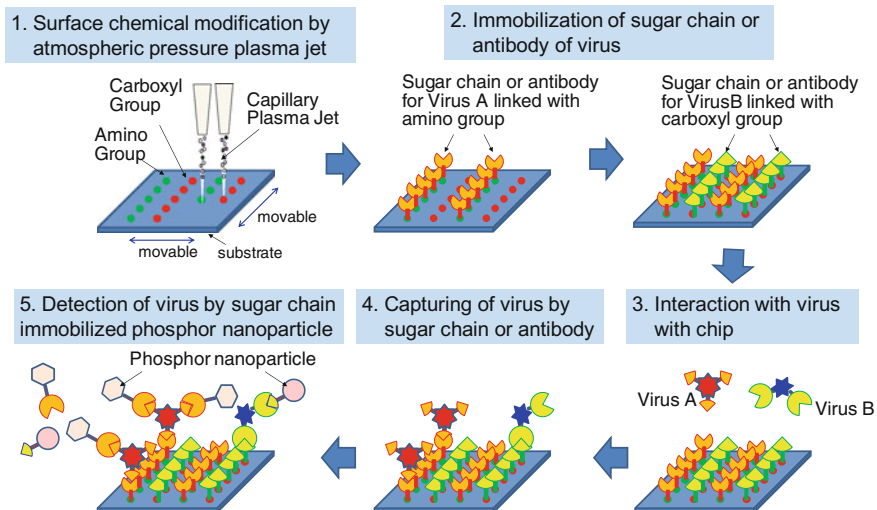 1. Surface chemical modification by
atmospheric pressure plasma jet
Carboxyl
Group
Capillary
Plasma Jet
Amino
Group
movable
movable
substrate
2. Immobilization of sugar chain or
antibody of virus
Sugar chain or antibody
for Virus A linked with
amino group
Sugar chain or antibody
for VirusB linked with
carboxyl group
3. Interaction with virus
with chip
Virus A
Virus B
4. Capturing of virus by
sugar chain or antibody
5. Detection of virus by sugar chain
immobilized phosphor nanoparticle
Phosphor nanoparticle